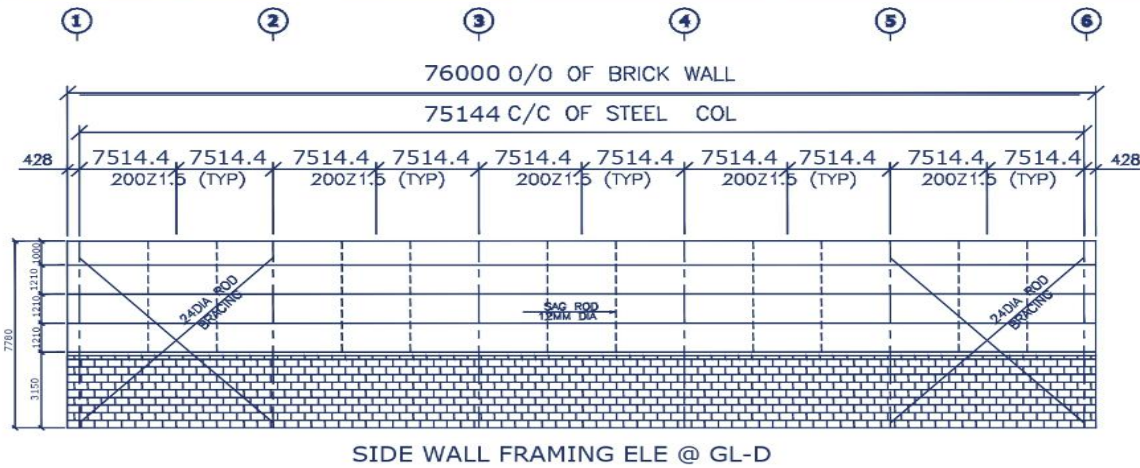 1 2 3 4 5 6
76000 O/O OF BRICK WALL
75144 C/C OF STEEL COL
428 7514.4 7514.4 7514.4 7514.4 7514.4 7514.4 7514.4 7514.4 7514.4 7514.4 428
200Z1.5 (TYP) 200Z1.5 (TYP) 200Z1.5 (TYP) 200Z1.5 (TYP) 200Z1.5 (TYP)
1000
1210
1210
1210
3150
7780
24DIA ROD
BRACING
SAG ROD
12MM DIA
24DIA ROD
BRACING
SIDE WALL FRAMING ELE @ GL-D